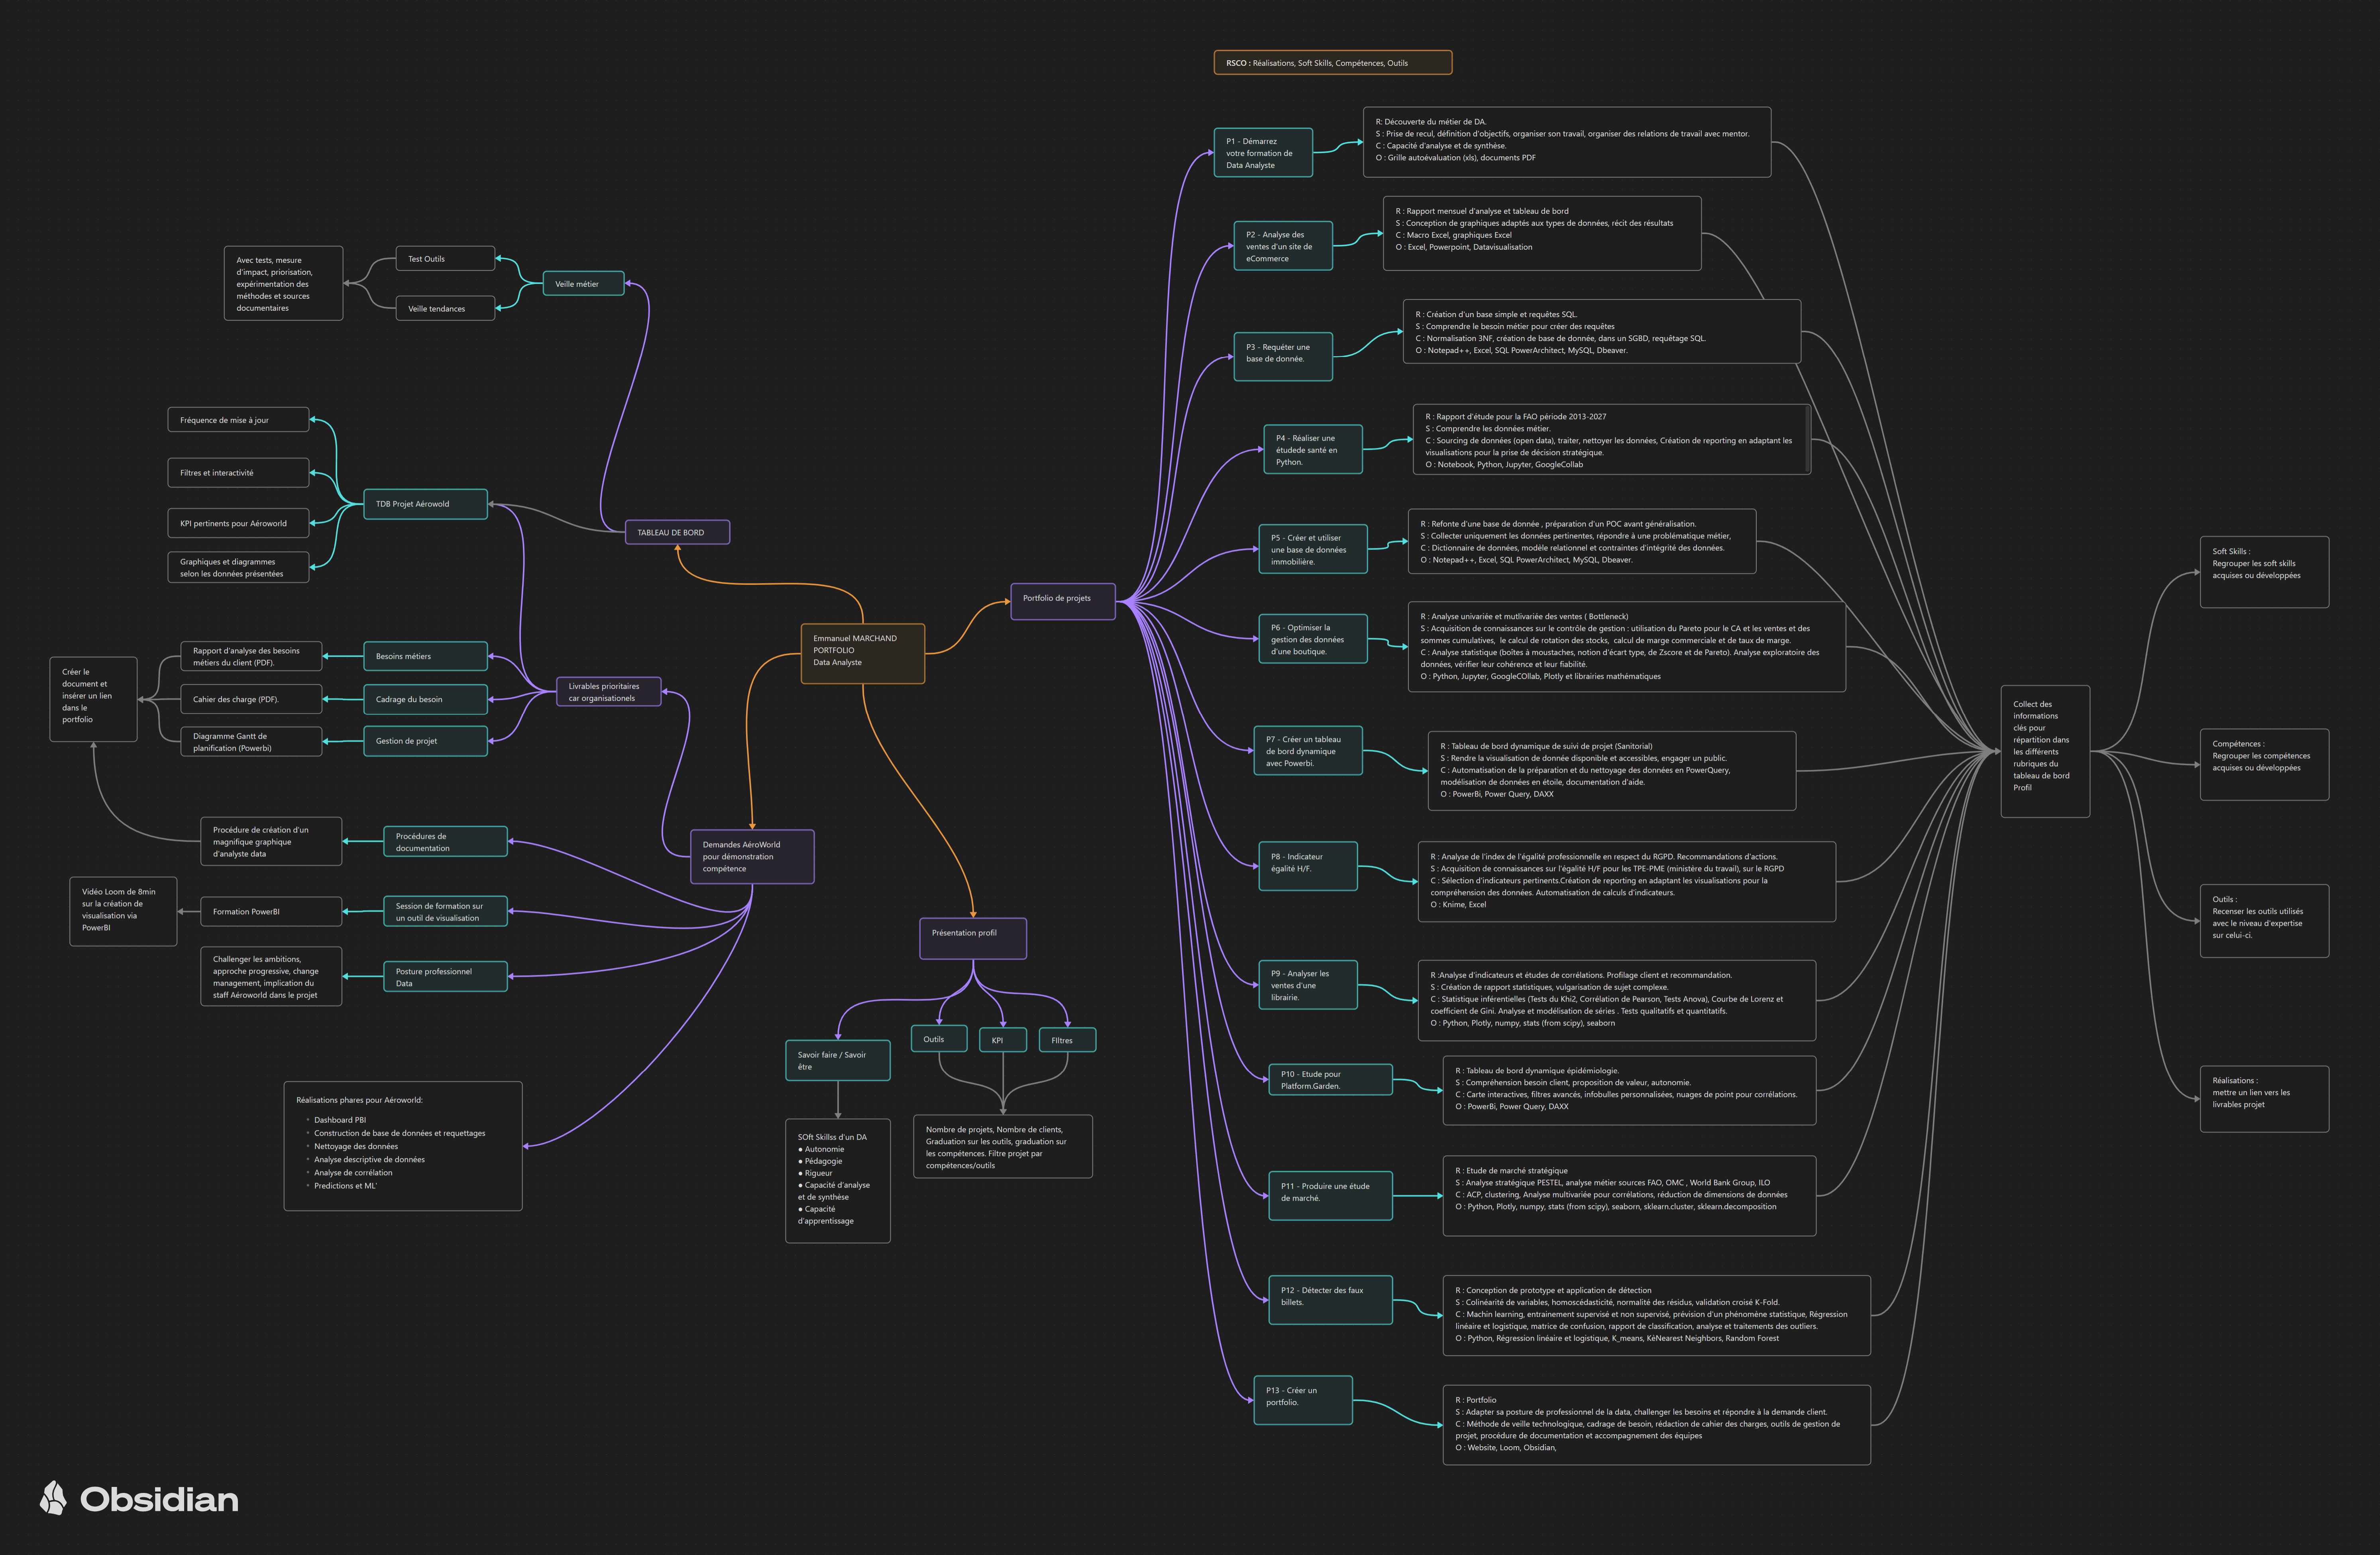 RSCO : Réalisations, Soft Skills, Compétences, Outils
P1 - Démarrez
votre formation de
Data Analyste
R: Découverte du métier de DA.
S : Prise de recul, définition d'objectifs, organiser son travail, organiser des relations de travail avec mentor.
C : Capacité d'analyse et de synthèse.
O : Grille autoévaluation (xls), documents PDF
P2 - Analyse des
ventes d'un site de
eCommerce
R : Rapport mensuel d'analyse et tableau de bord
S : Conception de graphiques adaptés aux types de données, récit des résultats
C : Macro Excel, graphiques Excel
O : Excel, Powerpoint, Datavisualisation
P3 - Requéter une
base de donnée.
R : Création d'un base simple et requêtes SQL.
S : Comprendre le besoin métier pour créer des requêtes
C : Normalisation 3NF, création de base de donnée, dans un SGBD, requêtage SQL.
O : Notepad++, Excel, SQL PowerArchitect, MySQL, Dbeaver.
P4 - Réaliser une
étudede santé en
Python.
R : Rapport d'étude pour la FAO période 2013-2027
S : Comprendre les données métier.
C : Sourcing de données (open data), traiter, nettoyer les données, Création de reporting en adaptant les
visualisations pour la prise de décision stratégique.
O : Notebook, Python, Jupyter, GoogleCollab
P5 - Créer et utiliser
une base de données
immobilière.
R : Refonte d'une base de donnée , préparation d'un POC avant généralisation.
S : Collecter uniquement les données pertinentes, répondre à une problématique métier,
C : Dictionnaire de données, modèle relationnel et contraintes d'intégrité des données.
O : Notepad++, Excel, SQL PowerArchitect, MySQL, Dbeaver.
P6 - Optimiser la
gestion des données
d'une boutique.
R : Analyse univariée et mutlivariée des ventes ( Bottleneck)
S : Acquisition de connaissances sur le contrôle de gestion : utilisation du Pareto pour le CA et les ventes et des
sommes cumulatives, le calcul de rotation des stocks, calcul de marge commerciale et de taux de marge.
C : Analyse statistique (boîtes à moustaches, notion d'écart type, de Zscore et de Pareto). Analyse exploratoire des
données, vérifier leur cohérence et leur fiabilité.
O : Python, Jupyter, GoogleCOllab, Plotly et librairies mathématiques
P7 - Créer un tableau
de bord dynamique
avec Powerbi.
R : Tableau de bord dynamique de suivi de projet (Sanitorial)
S : Rendre la visualisation de donnée disponible et accessibles, engager un public.
C : Automatisation de la préparation et du nettoyage des données en PowerQuery,
modélisation de données en étoile, documentation d'aide.
O : PowerBi, Power Query, DAXX
P8 - Indicateur
égalité H/F.
R : Analyse de l'index de l'égalité professionnelle en respect du RGPD. Recommandations d'actions.
S : Acquisition de connaissances sur l'égalité H/F pour les TPE-PME (ministère du travail), sur le RGPD
C : Sélection d'indicateurs pertinents.Création de reporting en adaptant les visualisations pour la
compréhension des données. Automatisation de calculs d'indicateurs.
O : Knime, Excel
P9 - Analyser les
ventes d'une
librairie.
R :Analyse d'indicateurs et études de corrélations. Profilage client et recommandation.
S : Création de rapport statistiques, vulgarisation de sujet complexe.
C : Statistique inférentielles (Tests du Khi2, Corrélation de Pearson, Tests Anova), Courbe de Lorenz et
coefficient de Gini. Analyse et modélisation de séries . Tests qualitatifs et quantitatifs.
O : Python, Plotly, numpy, stats (from scipy), seaborn
P10 - Etude pour
Platform.Garden.
R : Tableau de bord dynamique épidémiologie.
S : Compréhension besoin client, proposition de valeur, autonomie.
C : Carte interactives, filtres avancés, infobulles personnalisées, nuages de point pour corrélations.
O : PowerBi, Power Query, DAXX
P11 - Produire une étude
de marché.
R : Etude de marché stratégique
S : Analyse stratégique PESTEL, analyse métier sources FAO, OMC , World Bank Group, ILO
C : ACP, clustering, Analyse multivariée pour corrélations, réduction de dimensions de données
O : Python, Plotly, numpy, stats (from scipy), seaborn, sklearn.cluster, sklearn.decomposition
P12 - Détecter des faux
billets.
R : Conception de prototype et application de détection
S : Colinéarité de variables, homoscédasticité, normalité des résidus, validation croisé K-Fold.
C : Machin learning, entrainement supervisé et non supervisé, prévision d'un phénomène statistique, Régression
linéaire et logistique, matrice de confusion, rapport de classification, analyse et traitements des outliers.
O : Python, Régression linéaire et logistique, K_means, KéNearest Neighbors, Random Forest
P13 - Créer un
portfolio.
R : Portfolio
S : Adapter sa posture de professionnel de la data, challenger les besoins et répondre à la demande client.
C : Méthode de veille technologique, cadrage de besoin, rédaction de cahier des charges, outils de gestion de
projet, procédure de documentation et accompagnement des équipes
O : Website, Loom, Obsidian,
Collect des
informations
clés pour
répartition dans
les différents
rubriques du
tableau de bord
Profil
Soft Skills :
Regrouper les soft skills
acquises ou développées
Compétences :
Regrouper les compétences
acquises ou développées
Outils :
Recenser les outils utilisés
avec le niveau d'expertise
sur celui-ci.
Réalisations :
mettre un lien vers les
livrables projet
Portfolio de projets
Emmanuel MARCHAND
PORTFOLIO
Data Analyste
TABLEAU DE BORD
Veille métier
Test Outils
Veille tendances
Avec tests, mesure
d'impact, priorisation,
expérimentation des
méthodes et sources
documentaires
TDB Projet Aérowold
Fréquence de mise à jour
Filtres et interactivité
KPI pertinents pour Aéroworld
Graphiques et diagrammes
selon les données présentées
Livrables prioritaires
car organisationels
Besoins métiers
Cadrage du besoin
Gestion de projet
Rapport d'analyse des besoins
métiers du client (PDF).
Cahier des charge (PDF).
Diagramme Gantt de
planification (Powerbi)
Créer le
document et
insérer un lien
dans le
portfolio
Demandes AéroWorld
pour démonstration
compétence
Procédures de
documentation
Procédure de création d'un
magnifique graphique
d'analyste data
Session de formation sur
un outil de visualisation
Formation PowerBI
Vidéo Loom de 8min
sur la création de
visualisation via
PowerBI
Posture professionnel
Data
Challenger les ambitions,
approche progressive, change
management, implication du
staff Aéroworld dans le projet
Réalisations phares pour Aéroworld:
• Dashboard PBI
• Construction de base de données et requettages
• Nettoyage des données
• Analyse descriptive de données
• Analyse de corrélation
• Predictions et ML'
Présentation profil
Savoir faire / Savoir
être
Outils
KPI
FIltres
SOft Skillss d'un DA
● Autonomie
● Pédagogie
● Rigueur
● Capacité d'analyse
et de synthèse
● Capacité
d'apprentissage
Nombre de projets, Nombre de clients,
Graduation sur les outils, graduation sur
les compétences. Filtre projet par
compétences/outils
Obsidian